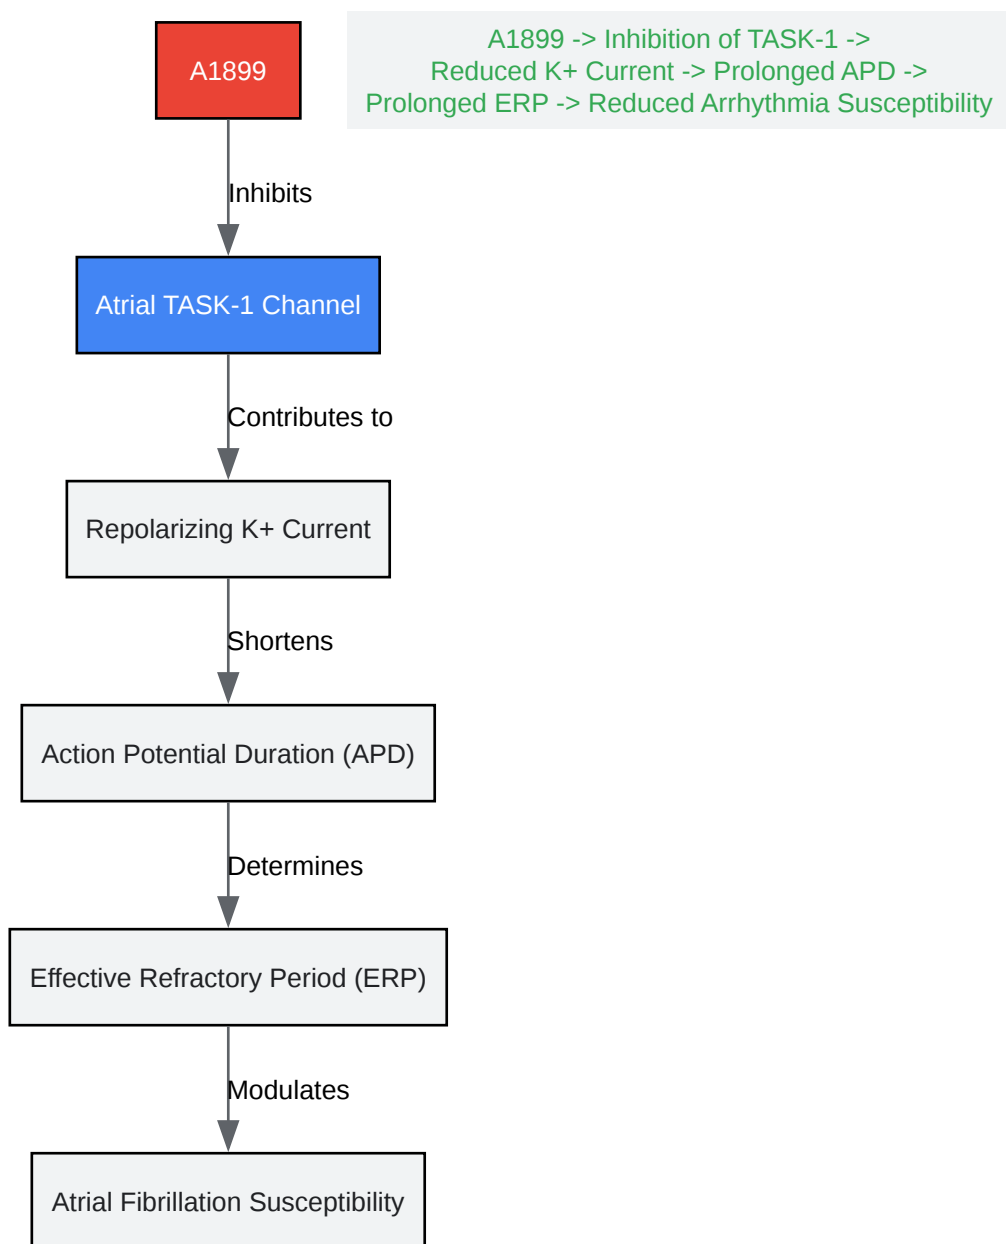 A1899
A1899 -> Inhibition of TASK-1 ->
Reduced K+ Current -> Prolonged APD ->
Prolonged ERP -> Reduced Arrhythmia Susceptibility
Inhibits
Atrial TASK-1 Channel
Contributes to
Repolarizing K+ Current
Shortens
Action Potential Duration (APD)
Determines
Effective Refractory Period (ERP)
Modulates
Atrial Fibrillation Susceptibility